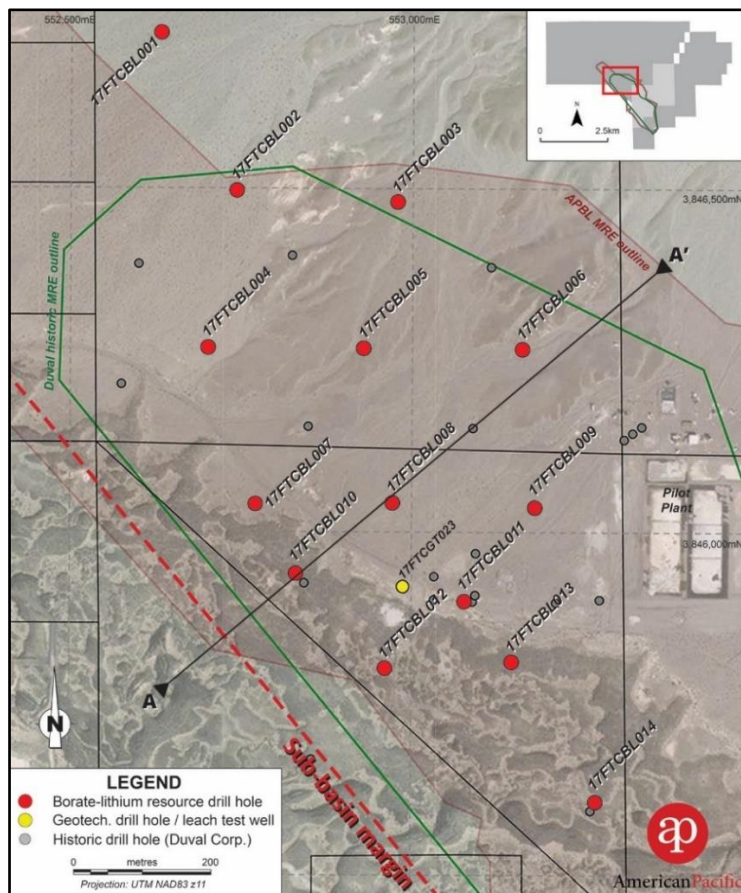 552,500mE
553,000mE
17FTCBL001
N
0
2.5km
17FTCBL002
17FTCBL003
3,846,500mN
APBL MRE outline
A'
Duval historic MRE outline
17FTCBL004
17FTCBL005
17FTCBL006
17FTCBL007
17FTCBL008
17FTCBL009
17FTCBL010
Pilot
Plant
17FTCGT023
17FTCBL011
3,846,000mN
17FTCBL012
17FTCBL013
A
N
Sub-basin margin
17FTCBL014
LEGEND
Borate-lithium resource drill hole
Geotech. drill hole / leach test well
Historic drill hole (Duval Corp.)
0
metres
200
Projection: UTM NAD83 z11
ap
AmericanPacific